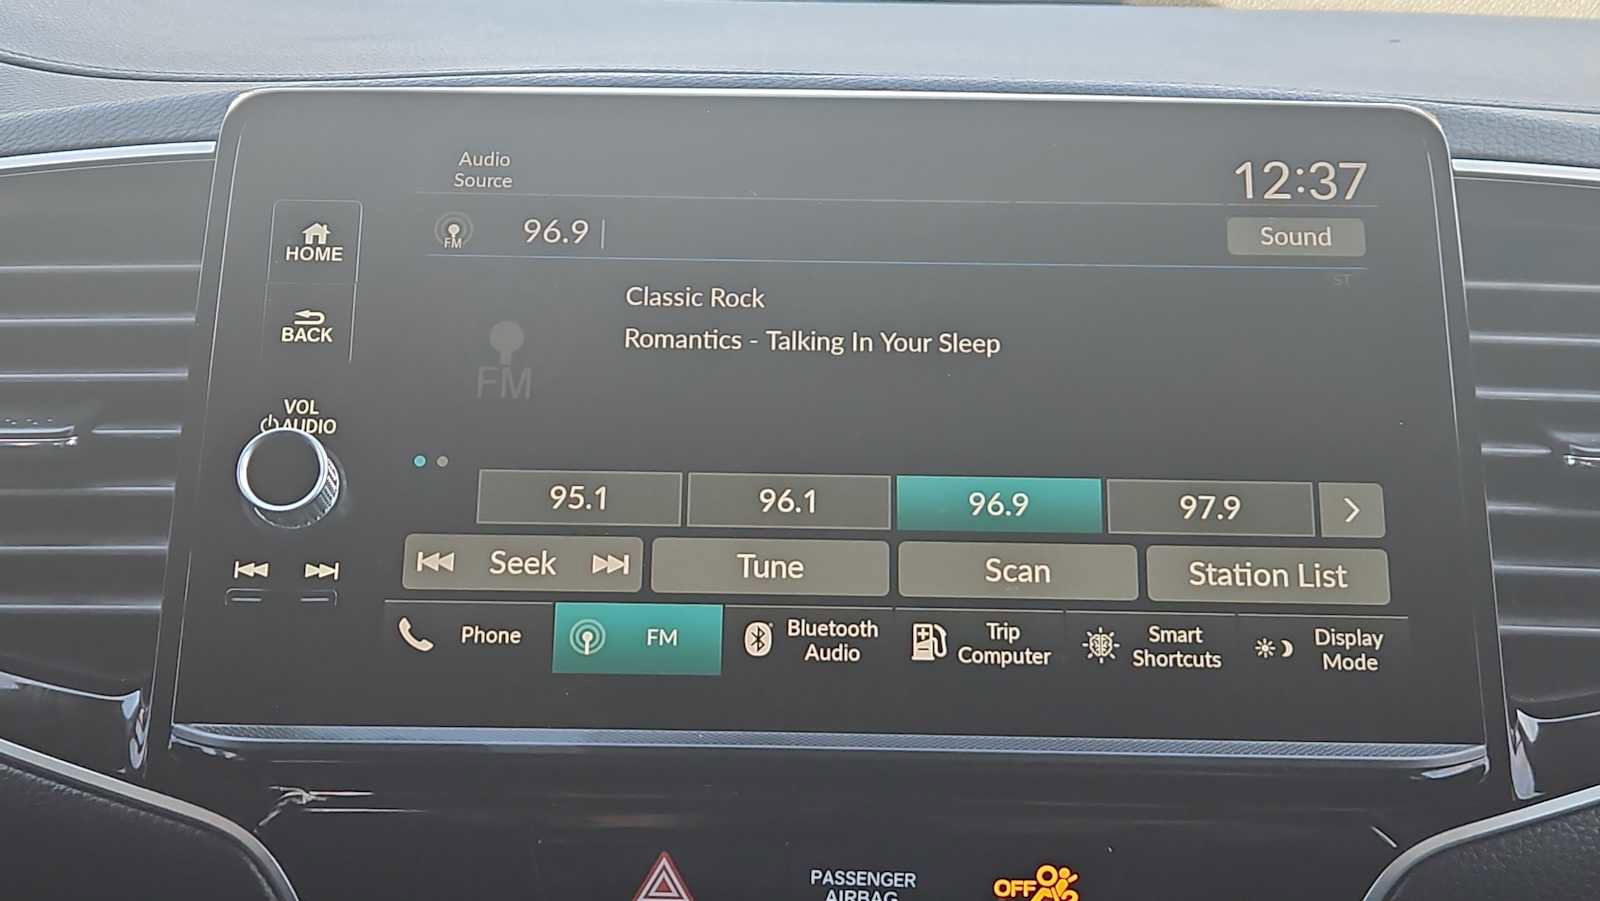 Audio
Source
12:37
FM
96.9
Sound
ST
HOME
BACK
Classic Rock
Romantics - Talking In Your Sleep
FM
VOL
AUDIO
95.1
96.1
96.9
97.9
Seek
Tune
Scan
Station List
Phone
FM
Bluetooth
Audio
Trip
Computer
Smart
Shortcuts
Display
Mode
PASSENGER
AIRBAG
OFF